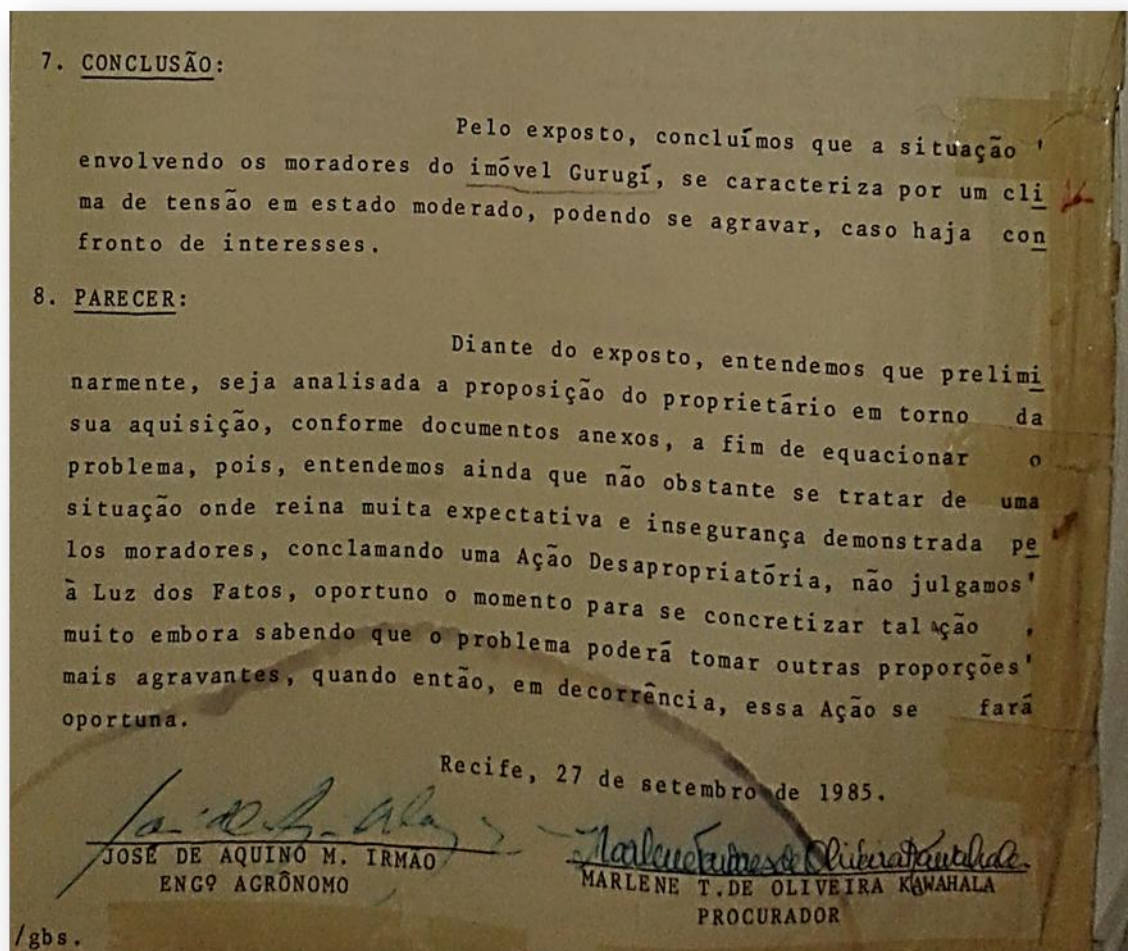 7. CONCLUSÃO:
Pelo exposto, concluímos que a situação '
envolvendo os moradores do imóvel Gurugí, se caracteriza por um cli
ma de tensão em estado moderado, podendo se agravar, caso haja con
fronto de interesses.
8. PARECER:
Diante do exposto, entendemos que prelimi
narmente, seja analisada a proposição do proprietário em torno da
sua aquisição, conforme documentos anexos, a fim de equacionar o
problema, pois, entendemos ainda que não obstante se tratar de uma
situação onde reina muita expectativa e insegurança demonstrada pe
los moradores, conclamando uma Ação Desapropriatória, não julgamos'
à Luz dos Fatos, oportuno o momento para se concretizar tal ação ,
muito embora sabendo que o problema poderá tomar outras proporções'
mais agravantes, quando então, em decorrência, essa Ação se fará
oportuna.
Recife, 27 de setembro de 1985.
Marlene Tavares de Oliveira Kawahala
JOSÉ DE AQUINO M. IRMÃO
MARLENE T.DE OLIVEIRA KAWAHALA
ENGº AGRÔNOMO
PROCURADOR
/gbs.